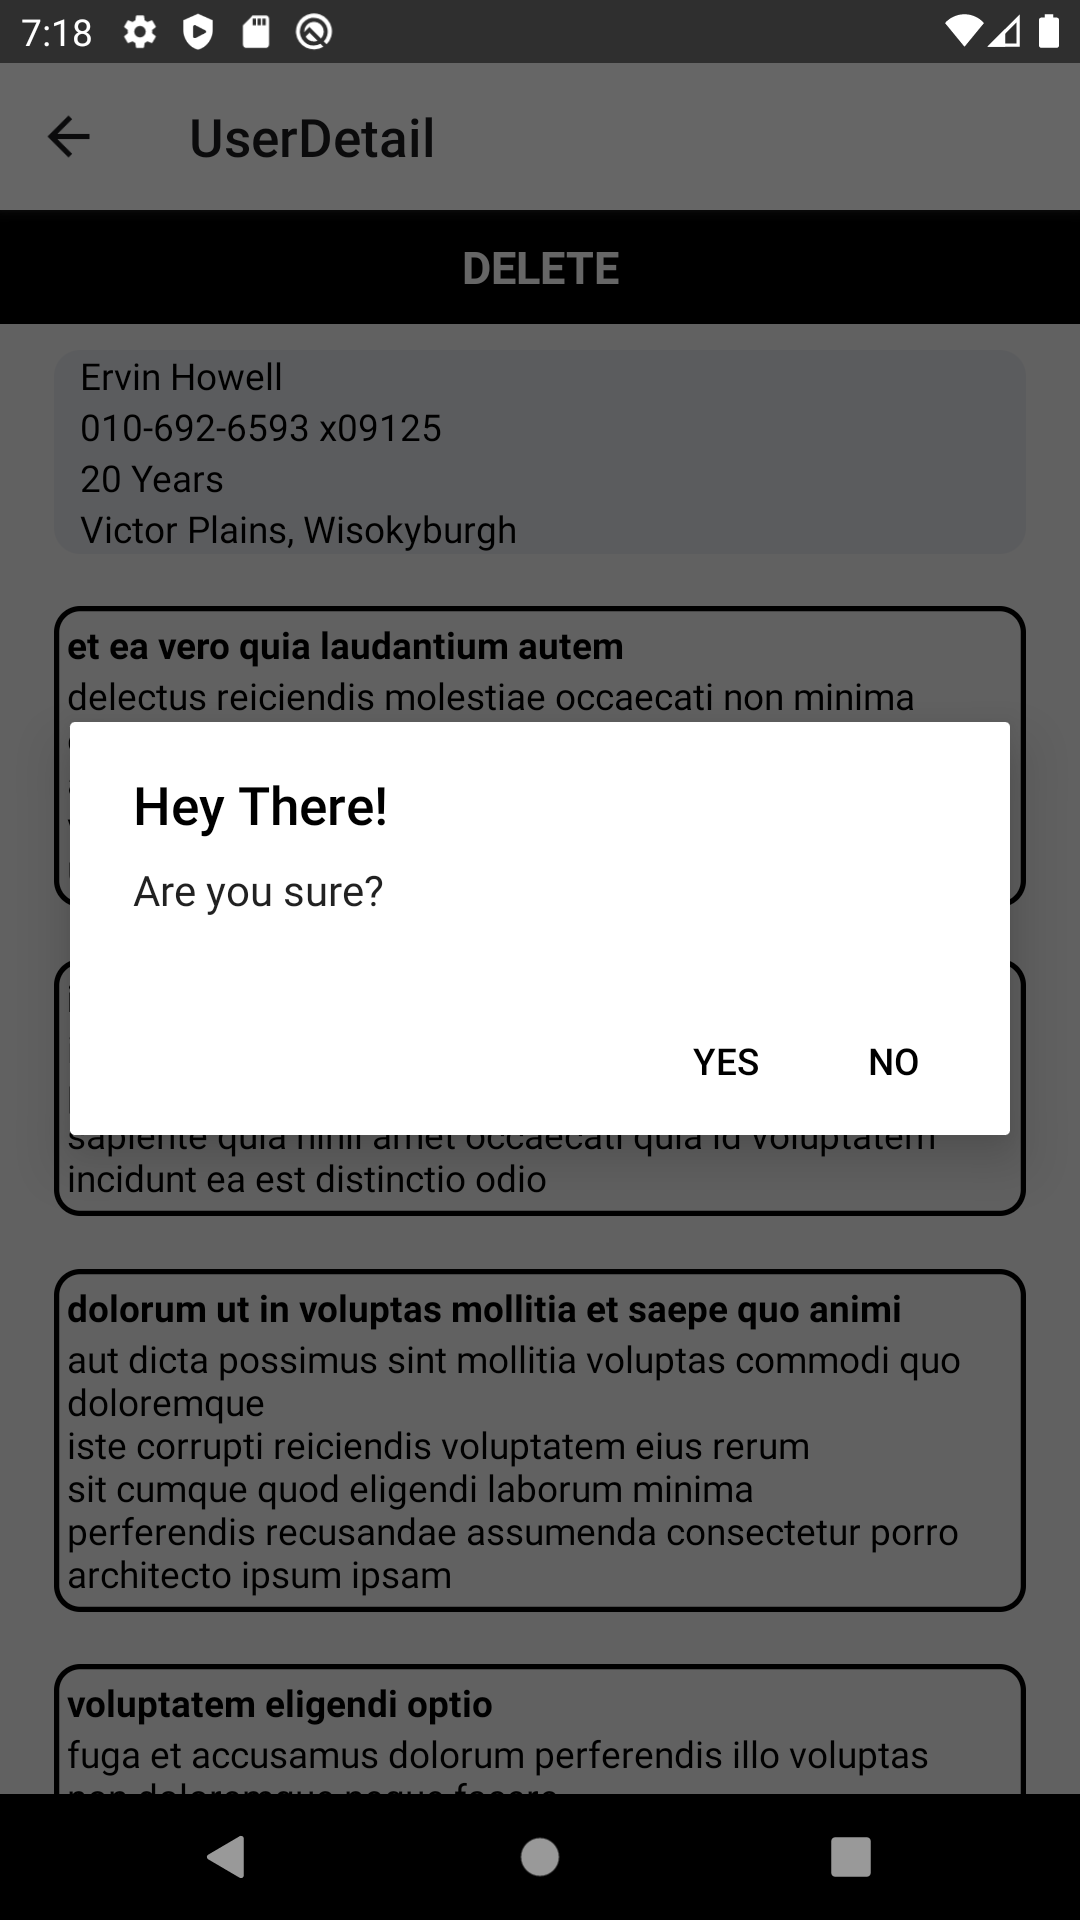 7:18
UserDetail
DELETE
Ervin Howell
010-692-6593 x09125
20 Years
Victor Plains, Wisokyburgh
et ea vero quia laudantium autem
delectus reiciendis molestiae occaecati non minima
Hey There!
Are you sure?
YES
NO
sapiente quia nihil amet occaecati quia id voluptatem
incidunt ea est distinctio odio
dolorum ut in voluptas mollitia et saepe quo animi
aut dicta possimus sint mollitia voluptas commodi quo
doloremque
iste corrupti reiciendis voluptatem eius rerum
sit cumque quod eligendi laborum minima
perferendis recusandae assumenda consectetur porro
architecto ipsum ipsam
voluptatem eligendi optio
fuga et accusamus dolorum perferendis illo voluptas
non doloremque neque facere